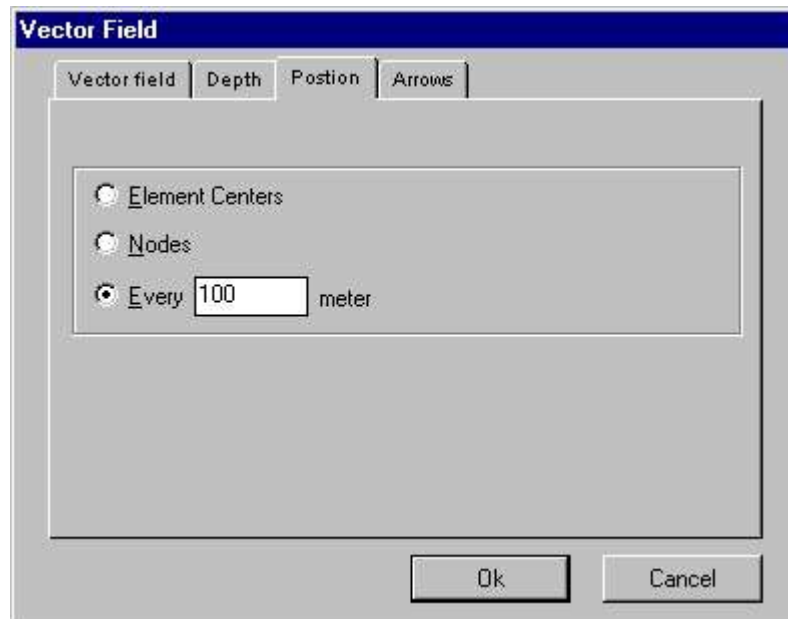 Vector Field
Vector field Depth Postion Arrows
Element Centers
Nodes
Every 100 meter
Ok Cancel